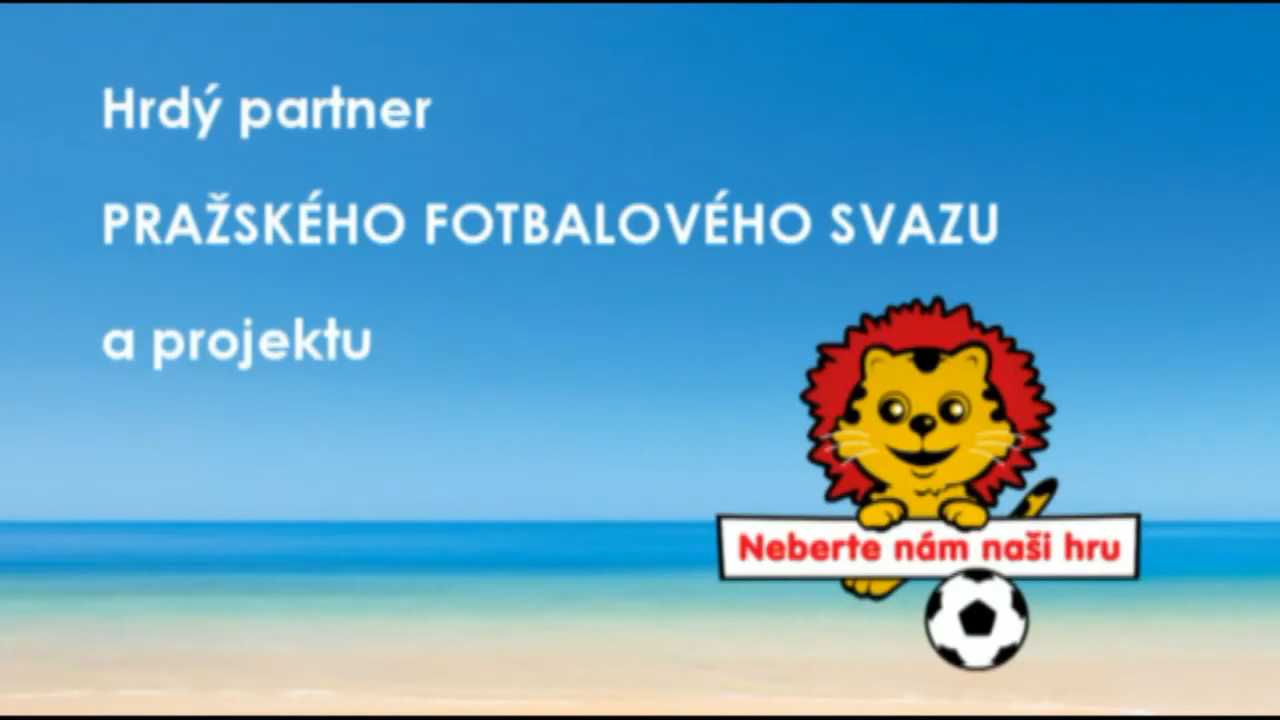 Hrdý partner
PRAŽSKÉHO FOTBALOVÉHO SVAZU
a projektu
Neberte nám naši hru